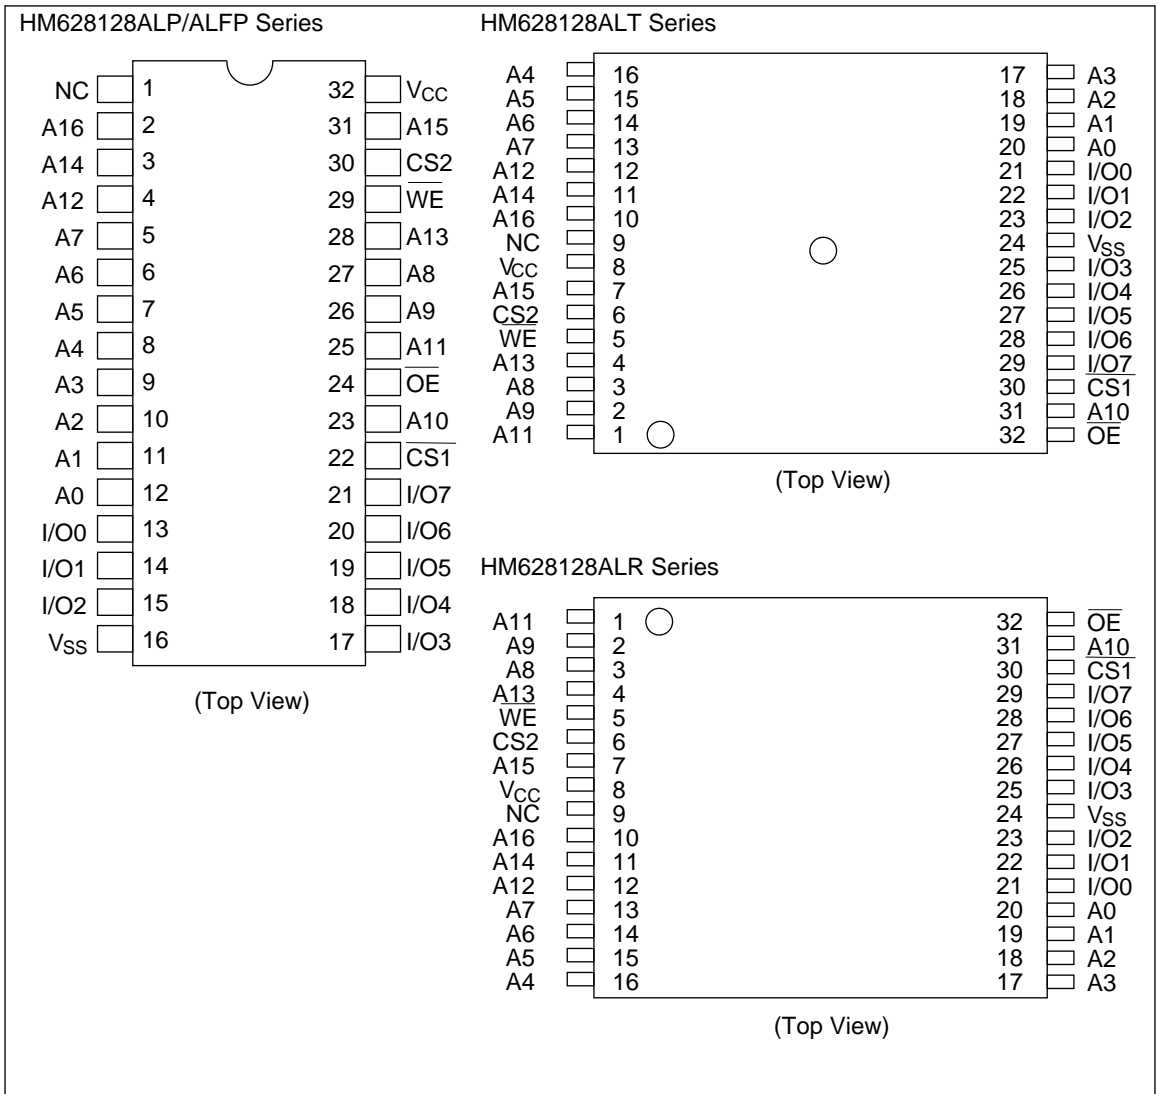 HM628128ALP/ALFP Series
NC 1 32 VCC
A16 2 31 A15
A14 3 30 CS2
A12 4 29 W̅E̅
A7 5 28 A13
A6 6 27 A8
A5 7 26 A9
A4 8 25 A11
A3 9 24 O̅E̅
A2 10 23 A10
A1 11 22 C̅S̅1̅
A0 12 21 I/O7
I/O0 13 20 I/O6
I/O1 14 19 I/O5
I/O2 15 18 I/O4
VSS 16 17 I/O3
(Top View)
HM628128ALT Series
A4 16 17 A3
A5 15 18 A2
A6 14 19 A1
A7 13 20 A0
A12 12 21 I/O0
A14 11 22 I/O1
A16 10 23 I/O2
NC 9 24 VSS
VCC 8 25 I/O3
A15 7 26 I/O4
CS2 6 27 I/O5
W̅E̅ 5 28 I/O6
A13 4 29 I/O7
A8 3 30 C̅S̅1̅
A9 2 31 A10
A11 1 32 O̅E̅
(Top View)
HM628128ALR Series
A11 1 32 O̅E̅
A9 2 31 A10
A8 3 30 C̅S̅1̅
A13 4 29 I/O7
W̅E̅ 5 28 I/O6
CS2 6 27 I/O5
A15 7 26 I/O4
VCC 8 25 I/O3
NC 9 24 VSS
A16 10 23 I/O2
A14 11 22 I/O1
A12 12 21 I/O0
A7 13 20 A0
A6 14 19 A1
A5 15 18 A2
A4 16 17 A3
(Top View)